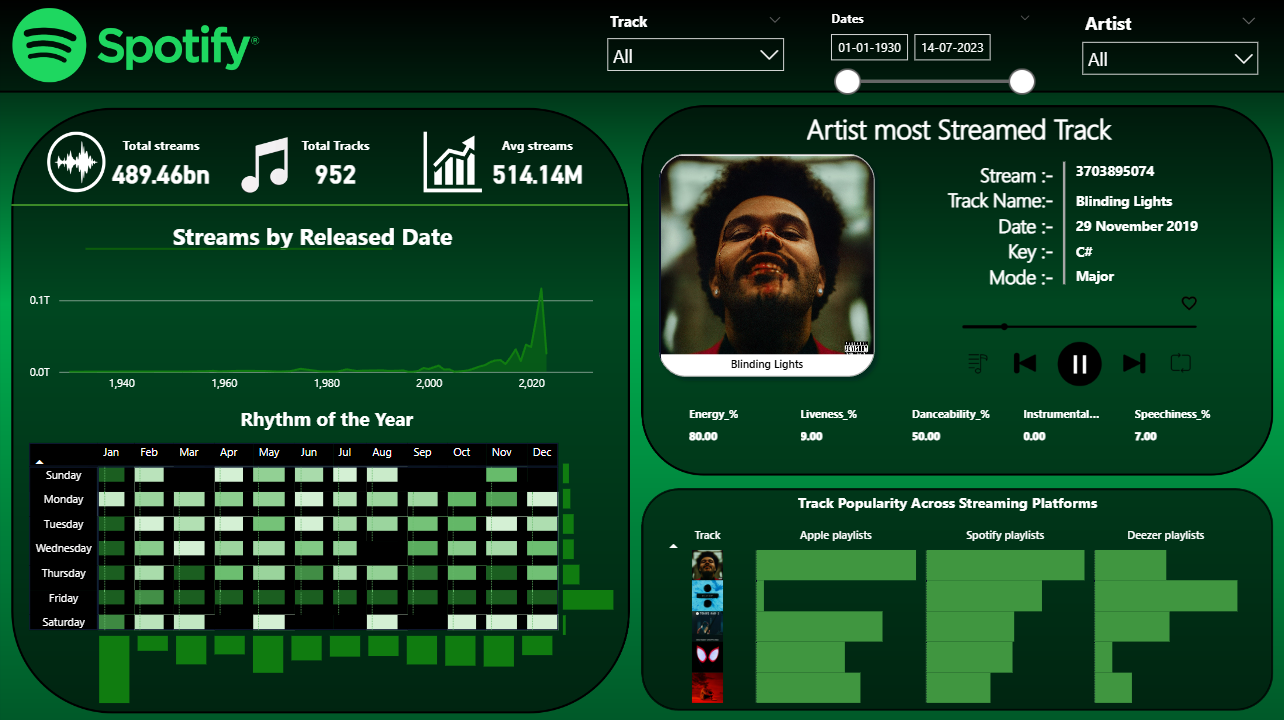 Spotify®
Track
All
Dates
01-01-1930 14-07-2023
Artist
All
Total streams
489.46bn
Total Tracks
952
Avg streams
514.14M
Streams by Released Date
0.1T
0.0T
1,940 1,960 1,980 2,000 2,020
Rhythm of the Year
Jan Feb Mar Apr May Jun Jul Aug Sep Oct Nov Dec
Sunday
Monday
Tuesday
Wednesday
Thursday
Friday
Saturday
Artist most Streamed Track
Blinding Lights
Stream :- 3703895074
Track Name:- Blinding Lights
Date :- 29 November 2019
Key :- C#
Mode :- Major
Energy_% Liveness_% Danceability_% Instrumental... Speechiness_%
80.00 9.00 50.00 0.00 7.00
Track Popularity Across Streaming Platforms
Track Apple playlists Spotify playlists Deezer playlists